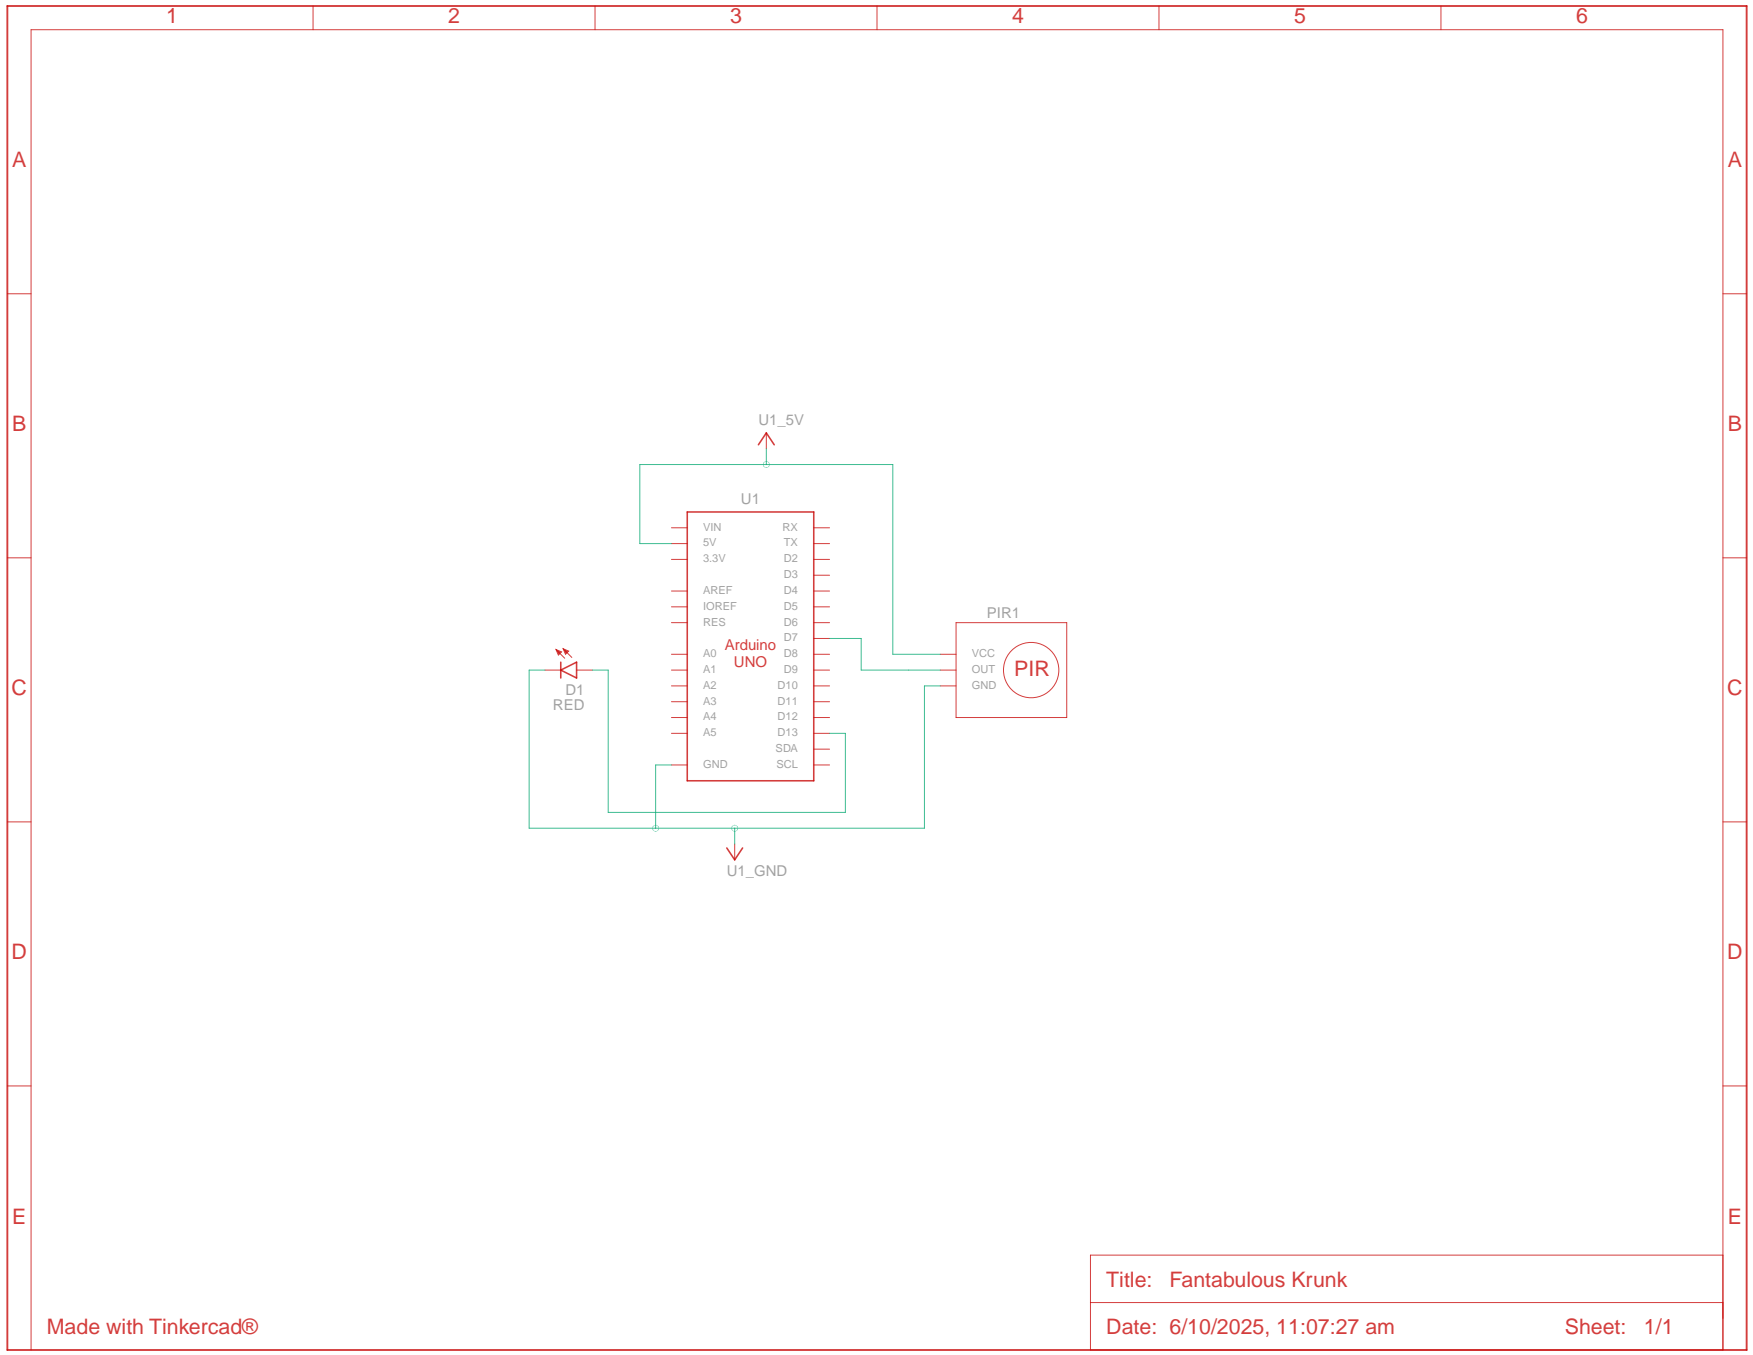 1 2 3 4 5 6
A A
B B
U1_5V
U1
VIN RX
5V TX
3.3V D2
D3
AREF D4
IOREF D5
RES D6
D7
Arduino
UNO
A0 D8
A1 D9
A2 D10
A3 D11
A4 D12
A5 D13
SDA
GND SCL
PIR1
VCC
OUT
GND
PIR
D1
RED
C C
U1_GND
D D
E E
Title: Fantabulous Krunk
Made with Tinkercad®
Date: 6/10/2025, 11:07:27 am Sheet: 1/1